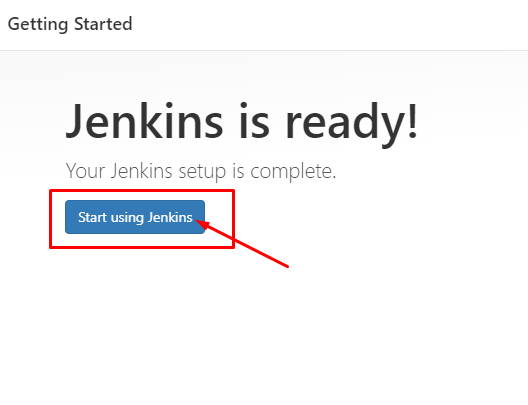 Getting Started
Jenkins is ready!
Your Jenkins setup is complete.
Start using Jenkins